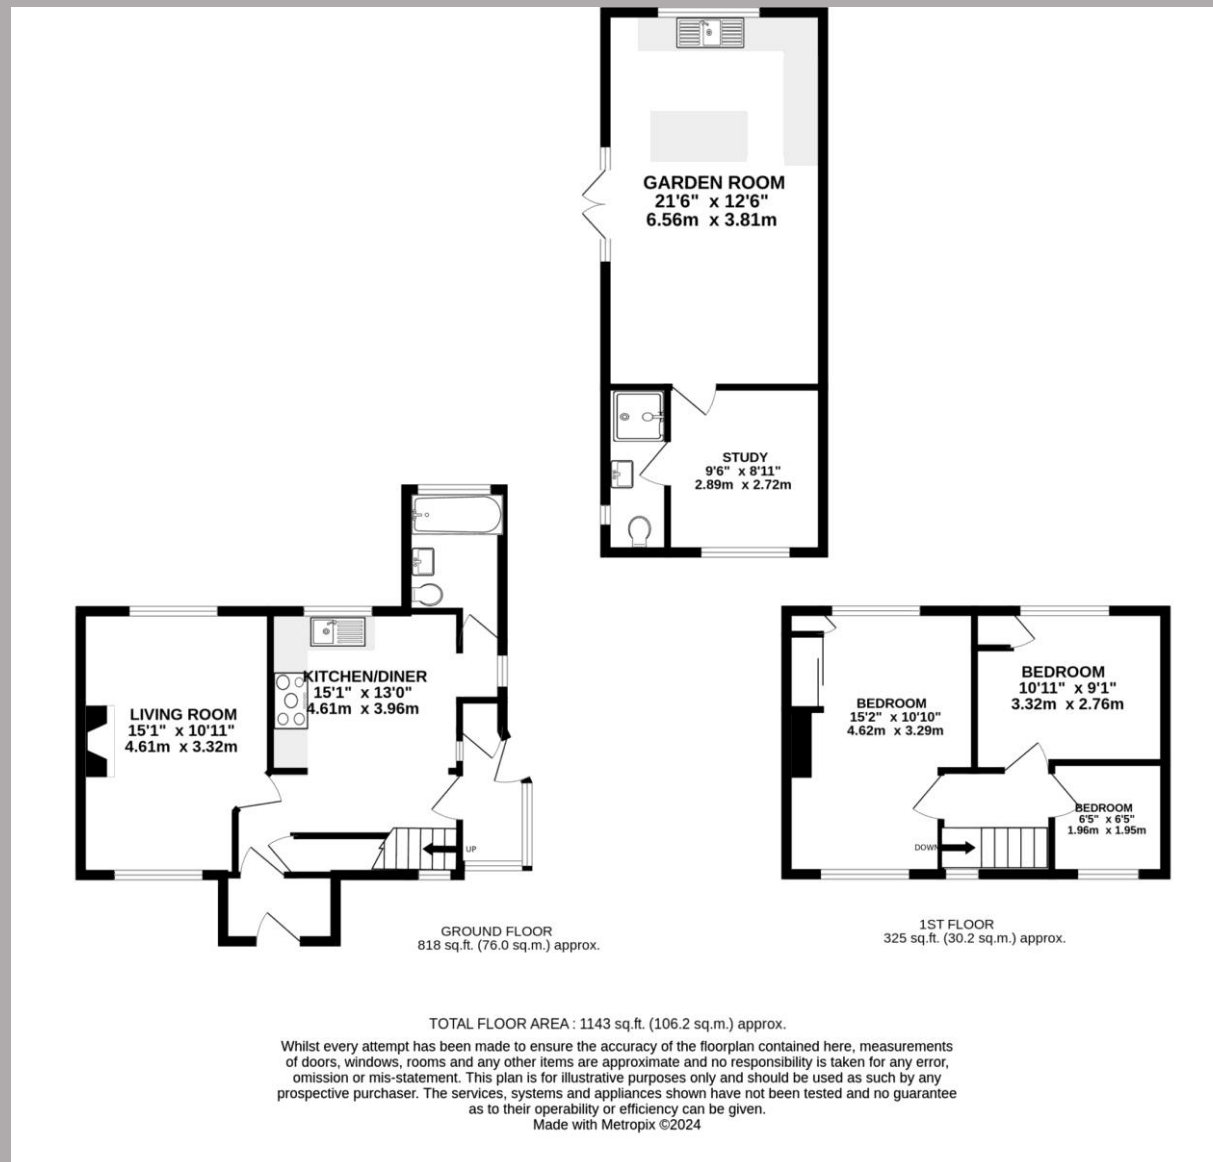 GARDEN ROOM
21'6" x 12'6"
6.56m x 3.81m
STUDY
9'6" x 8'11"
2.89m x 2.72m
KITCHEN/DINER
15'1" x 13'0"
4.61m x 3.96m
LIVING ROOM
15'1" x 10'11"
4.61m x 3.32m
UP
BEDROOM
15'2" x 10'10"
4.62m x 3.29m
BEDROOM
10'11" x 9'1"
3.32m x 2.76m
BEDROOM
6'5" x 6'5"
1.96m x 1.95m
DOWN
GROUND FLOOR
818 sq.ft. (76.0 sq.m.) approx.
1ST FLOOR
325 sq.ft. (30.2 sq.m.) approx.
TOTAL FLOOR AREA : 1143 sq.ft. (106.2 sq.m.) approx.
Whilst every attempt has been made to ensure the accuracy of the floorplan contained here, measurements
of doors, windows, rooms and any other items are approximate and no responsibility is taken for any error,
omission or mis-statement. This plan is for illustrative purposes only and should be used as such by any
prospective purchaser. The services, systems and appliances shown have not been tested and no guarantee
as to their operability or efficiency can be given.
Made with Metropix ©2024